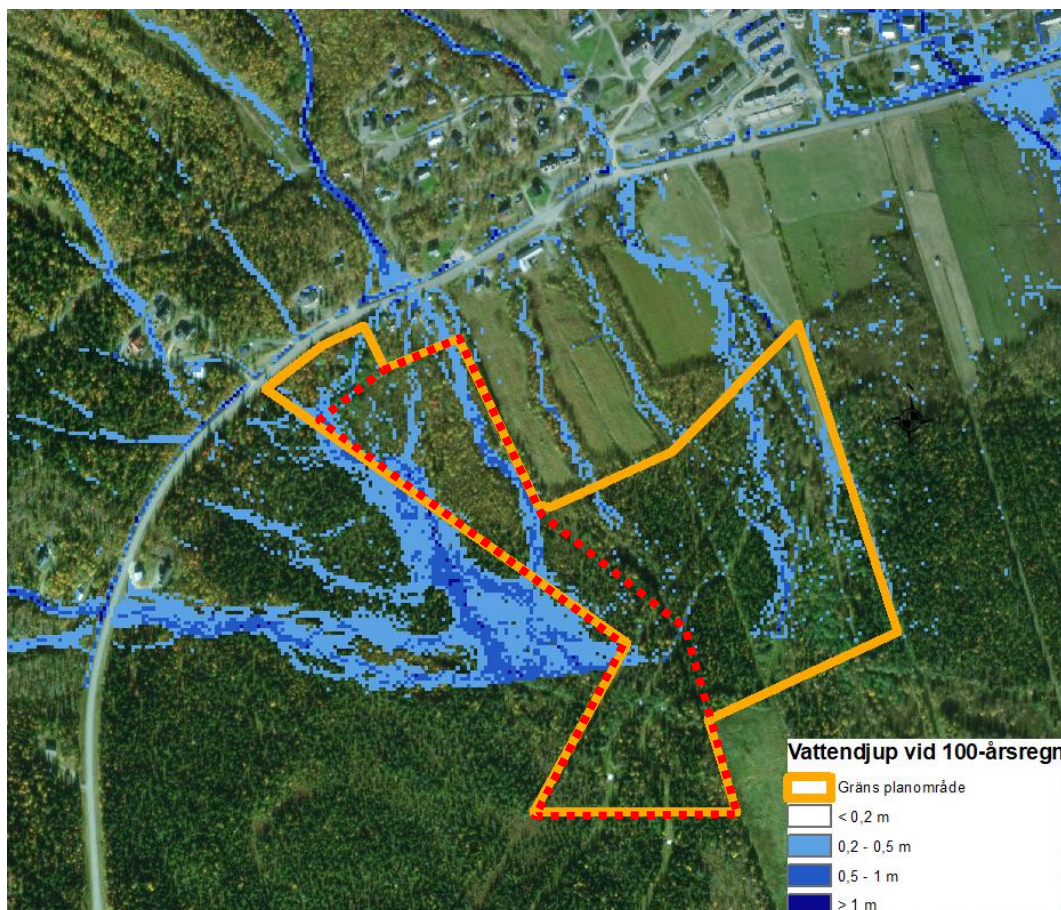 Vattendjup vid 100-årsregn
Gräns planområde
< 0,2 m
0,2 - 0,5 m
0,5 - 1 m
> 1 m